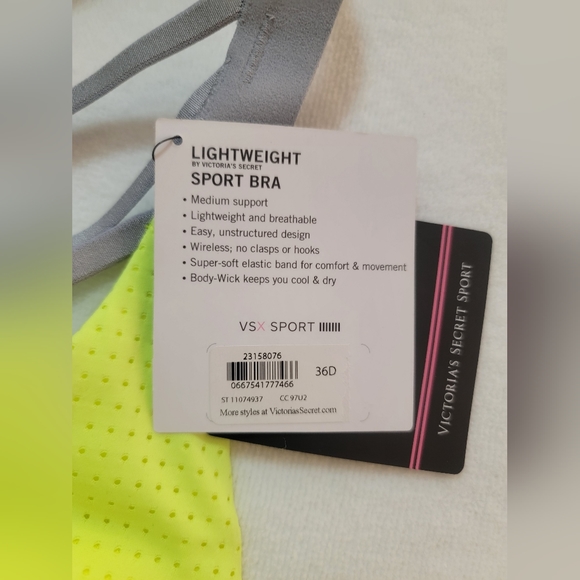 LIGHTWEIGHT
BY VICTORIA'S SECRET
SPORT BRA
• Medium support
• Lightweight and breathable
• Easy, unstructured design
• Wireless; no clasps or hooks
• Super-soft elastic band for comfort & movement
• Body-Wick keeps you cool & dry
VSX SPORT
23158076
0667541777466
36D
ST 11074937 CC 97U2
More styles at VictoriasSecret.com
VICTORIA'S SECRET SPORT